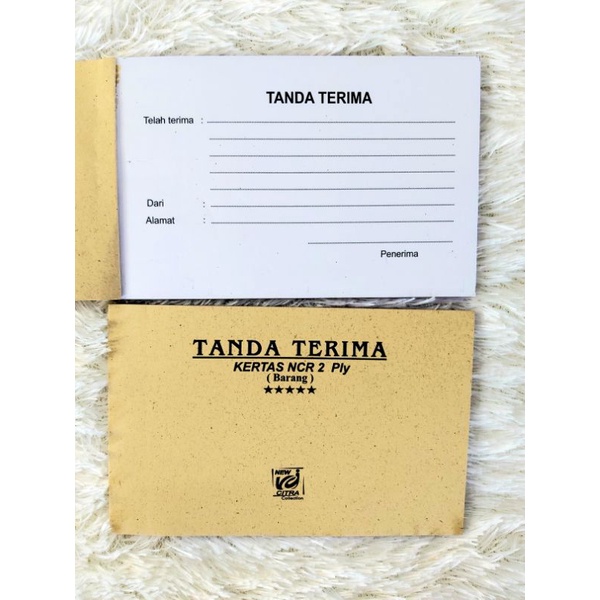 TANDA TERIMA
Telah terima :
Dari :
Alamat :
Penerima
TANDA TERIMA
KERTAS NCR 2 Ply
( Barang )
★★★★★
NEW
CITRA
Collection